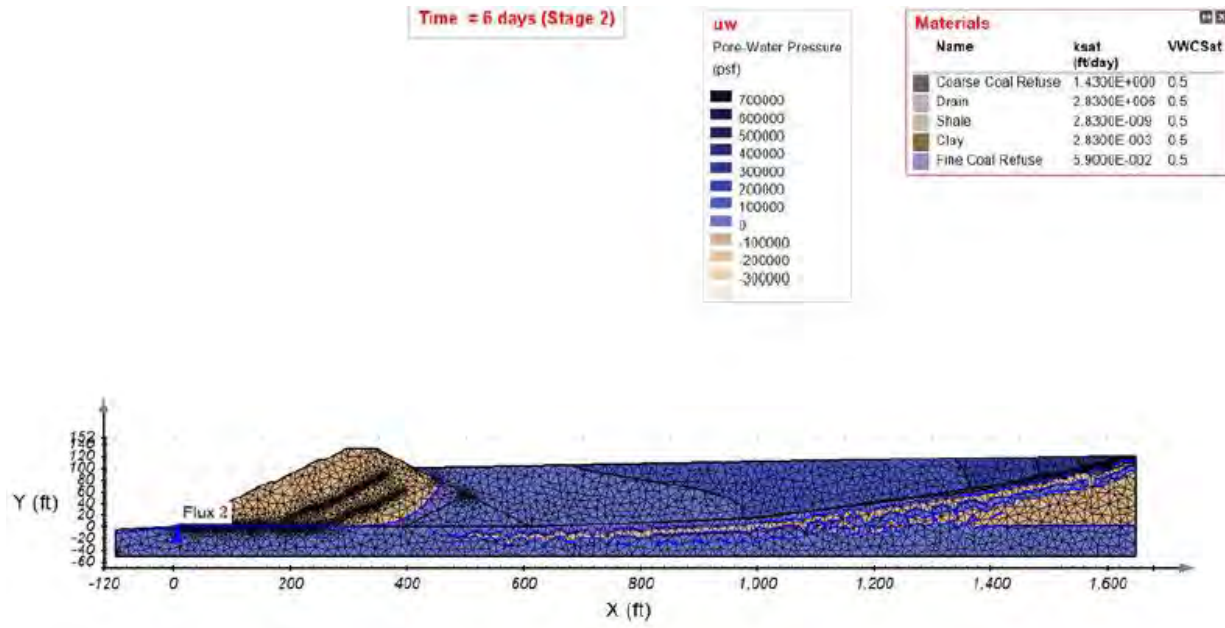 Time = 6 days (Stage 2)
uw
Pore-Water Pressure
(psf)
700000
600000
500000
400000
300000
200000
100000
0
-100000
-200000
-300000
Materials
Name ksat (ft/day) VWCSat
Coarse Coal Refuse 1.4300E+000 0.5
Drain 2.8300E+006 0.5
Shale 2.8300E-009 0.5
Clay 2.8300E-003 0.5
Fine Coal Refuse 5.9000E-002 0.5
152
140
100
80
60
40
20
0
-20
-40
-60
Y (ft)
Flux 2
-120 0 200 400 600 800 1,000 1,200 1,400 1,600
X (ft)